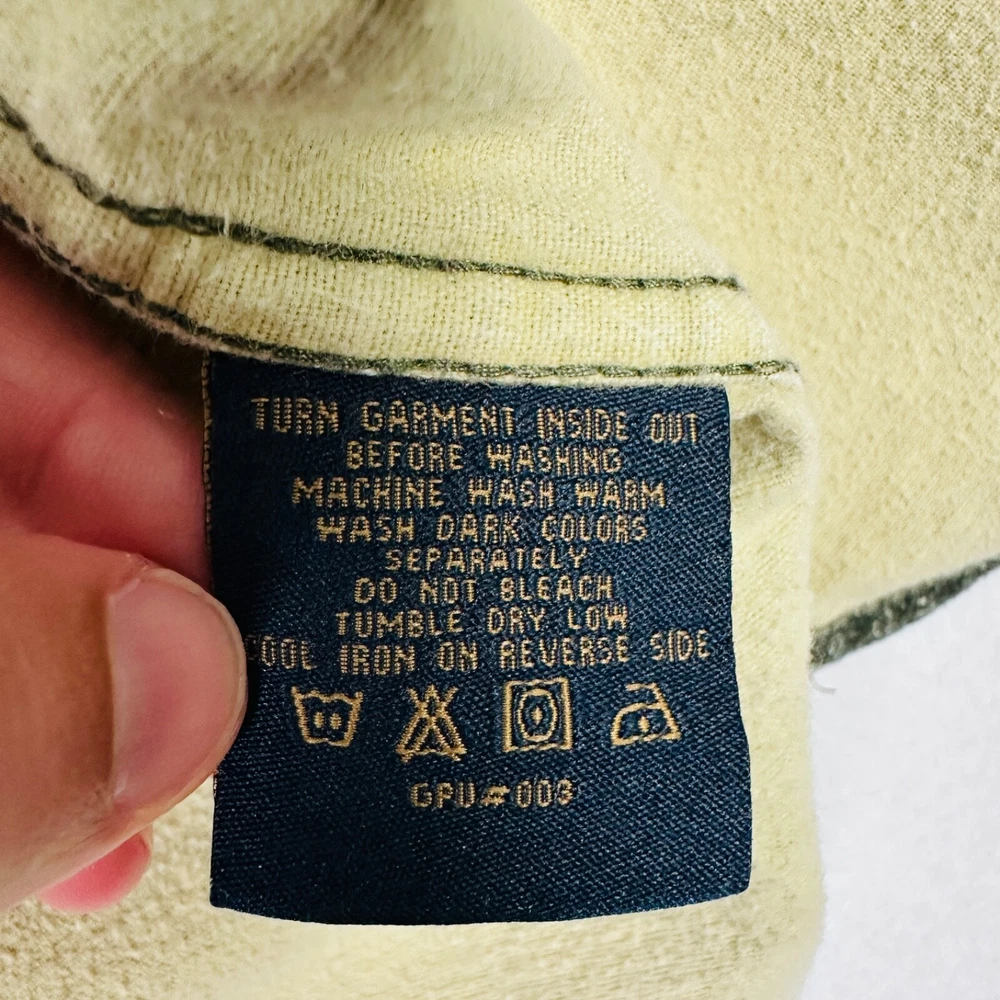 TURN GARMENT INSIDE OUT
BEFORE WASHING
MACHINE WASH WARM
WASH DARK COLORS
SEPARATELY
DO NOT BLEACH
TUMBLE DRY LOW
COOL IRON ON REVERSE SIDE
GPU#003